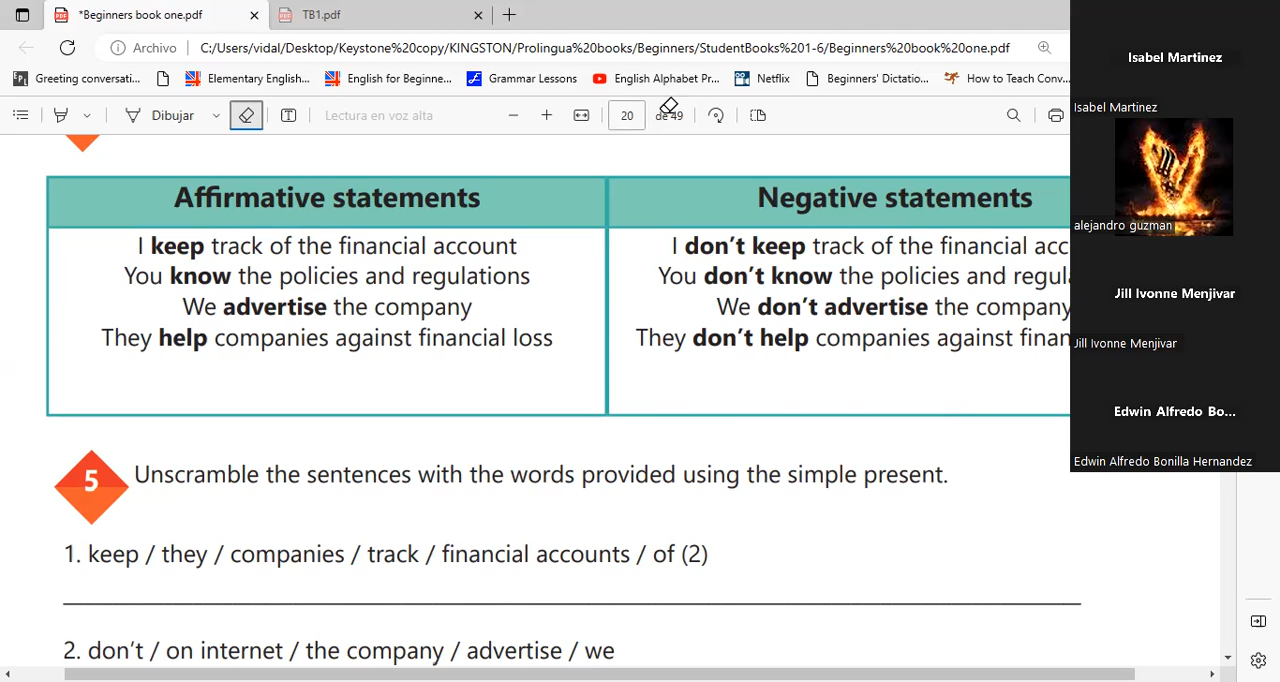 *Beginners book one.pdf
TB1.pdf
Archivo
C:/Users/vidal/Desktop/Keystone%20copy/KINGSTON/Prolingua%20books/Beginners/StudentBooks%201-6/Beginners%20book%20one.pdf
Greeting conversati...
Elementary English...
English for Beginne...
Grammar Lessons
English Alphabet Pr...
Netflix
Beginners' Dictatio...
How to Teach Conv...
Dibujar
Lectura en voz alta
20
de 49
Affirmative statements
Negative statements
I keep track of the financial account
You know the policies and regulations
We advertise the company
They help companies against financial loss
I don't keep track of the financial acc
You don't know the policies and regula
We don't advertise the company
They don't help companies against finan
5
Unscramble the sentences with the words provided using the simple present.
1. keep / they / companies / track / financial accounts / of (2)
2. don't / on internet / the company / advertise / we
Isabel Martinez
Isabel Martinez
alejandro guzman
Jill Ivonne Menjivar
Jill Ivonne Menjivar
Edwin Alfredo Bo...
Edwin Alfredo Bonilla Hernandez